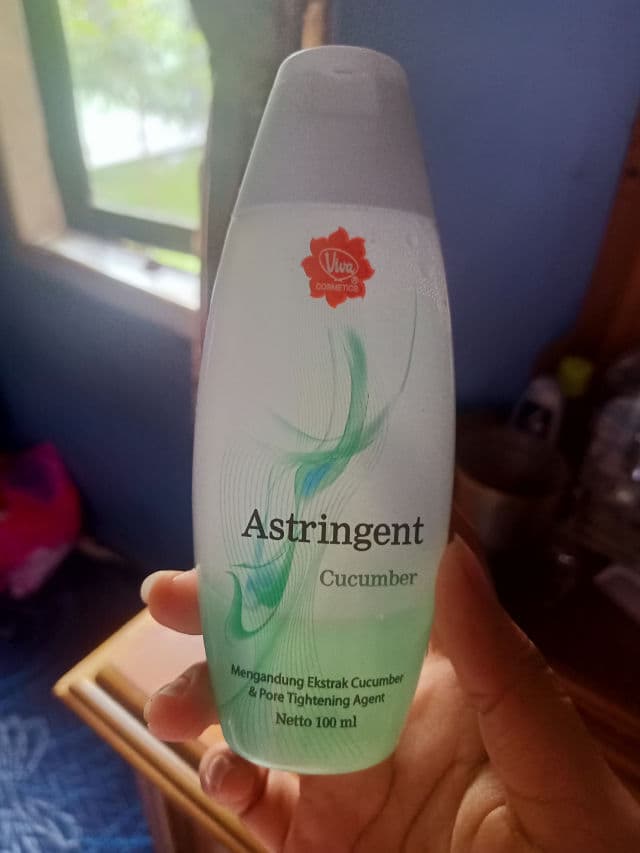 Viva
®
COSMETICS
Astringent
Cucumber
Mengandung Ekstrak Cucumber
& Pore Tightening Agent
Netto 100 ml